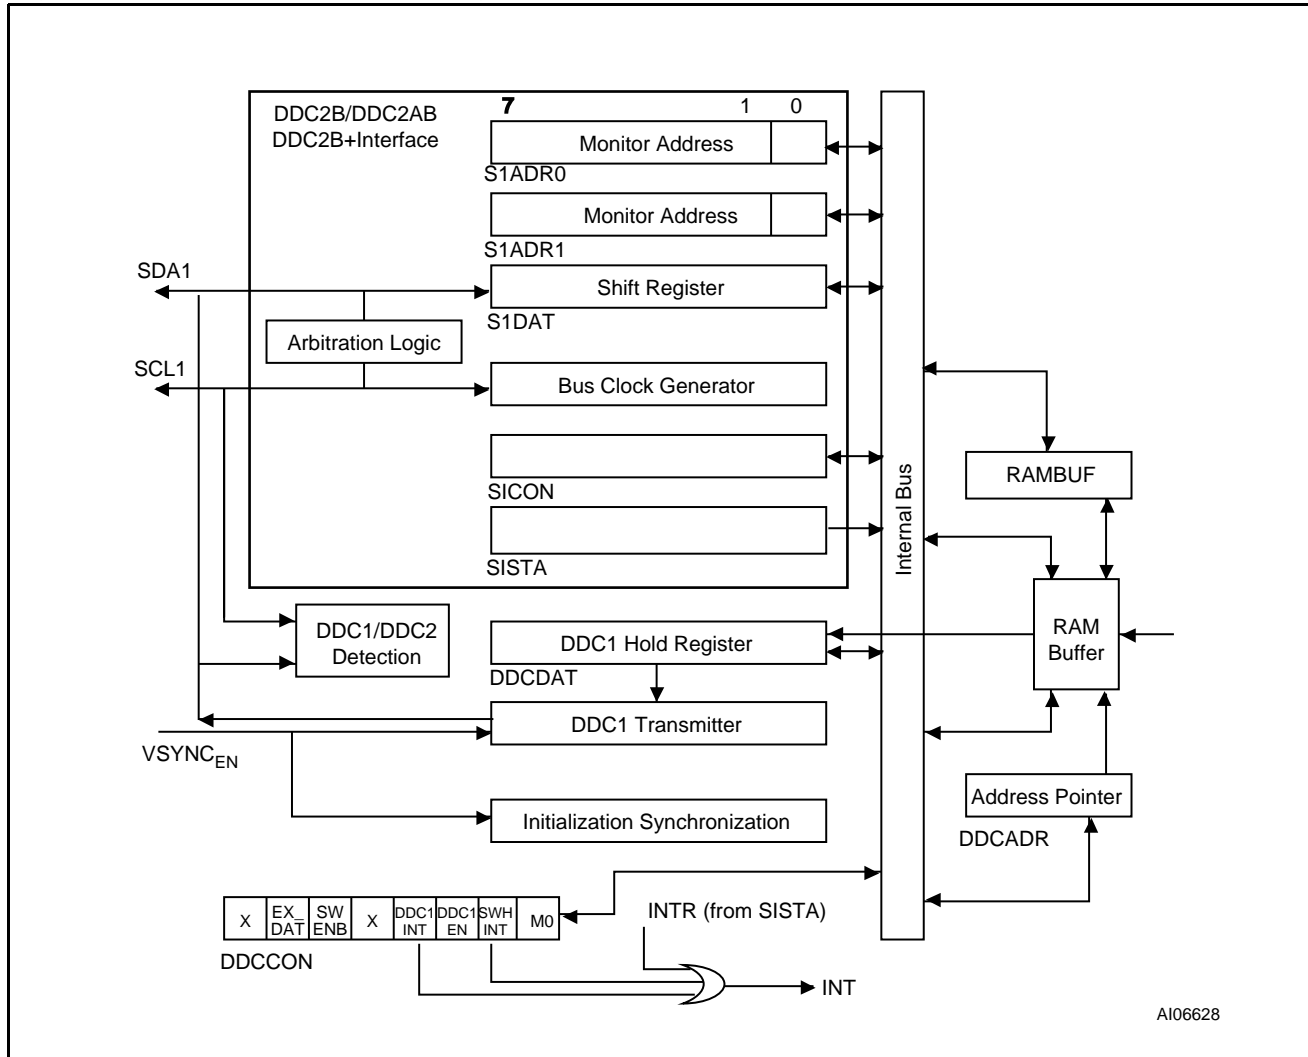 DDC2B/DDC2AB
DDC2B+Interface
7 1 0
Monitor Address
S1ADR0
Monitor Address
S1ADR1
SDA1
Shift Register
S1DAT
Arbitration Logic
SCL1
Bus Clock Generator
SICON
SISTA
Internal Bus
RAMBUF
DDC1/DDC2
Detection
DDC1 Hold Register
DDCDAT
RAM
Buffer
DDC1 Transmitter
VSYNCEN
Address Pointer
DDCADR
Initialization Synchronization
X
EX_
DAT
SW
ENB
X
DDC1
INT
DDC1
EN
SWH
INT
M0
DDCCON
INTR (from SISTA)
INT
AI06628